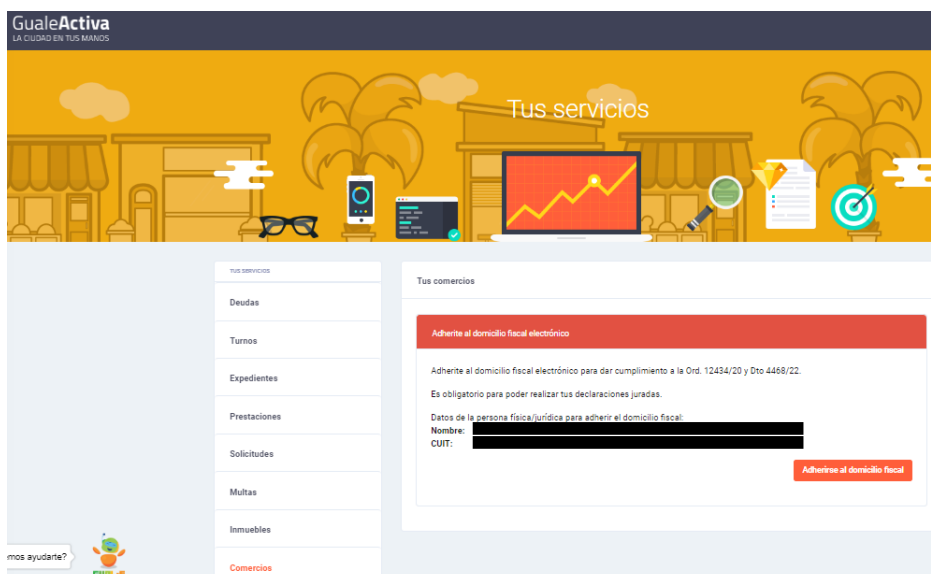 GualeActiva
LA CIUDAD EN TUS MANOS
Tus servicios
TUS SERVICIOS
Deudas
Turnos
Expedientes
Prestaciones
Solicitudes
Multas
Inmuebles
Comercios
Tus comercios
Adherite al domicilio fiscal electrónico
Adherite al domicilio fiscal electrónico para dar cumplimiento a la Ord. 12434/20 y Dto 4468/22.
Es obligatorio para poder realizar tus declaraciones juradas.
Datos de la persona física/jurídica para adherir el domicilio fiscal:
Nombre:
CUIT:
Adherirse al domicilio fiscal
emos ayudarte?